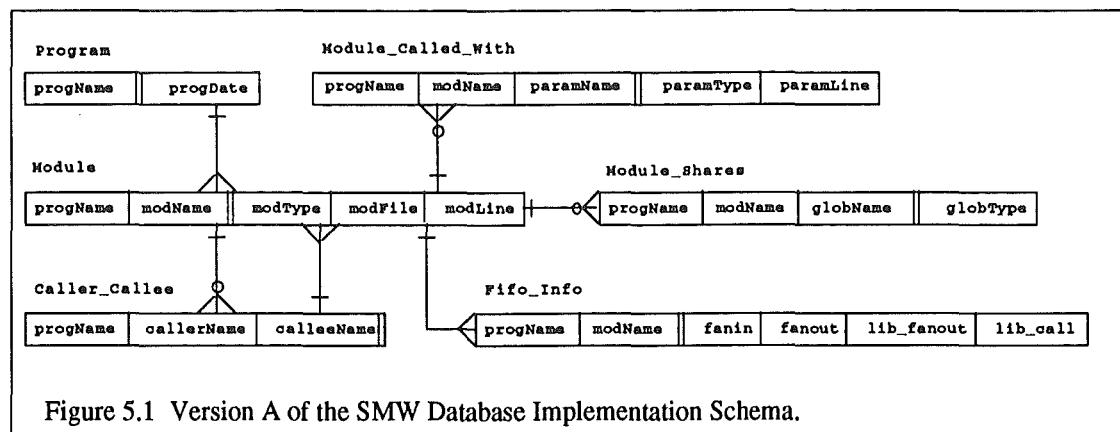 Program
progName progDate
Module_Called_With
progName modName paramName paramType paramLine
Module
progName modName modType modFile modLine
Module_Shares
progName modName globName globType
Caller_Callee
progName callerName calleeName
Fifo_Info
progName modName fanin fanout lib_fanout lib_call
Figure 5.1 Version A of the SMW Database Implementation Schema.